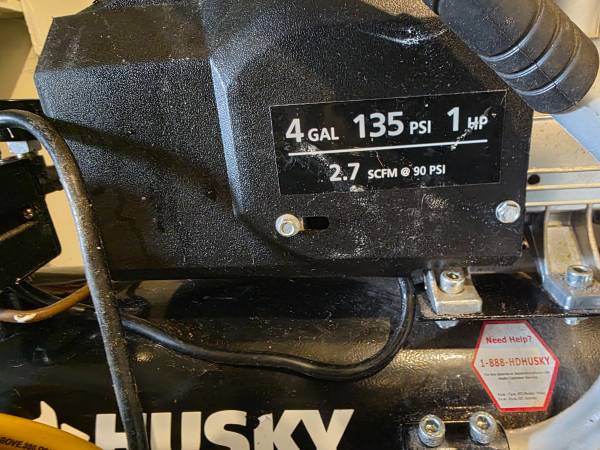 4 GAL 135 PSI 1 HP
2.7 SCFM @ 90 PSI
Need Help?
1-888-HDHUSKY
HUSKY